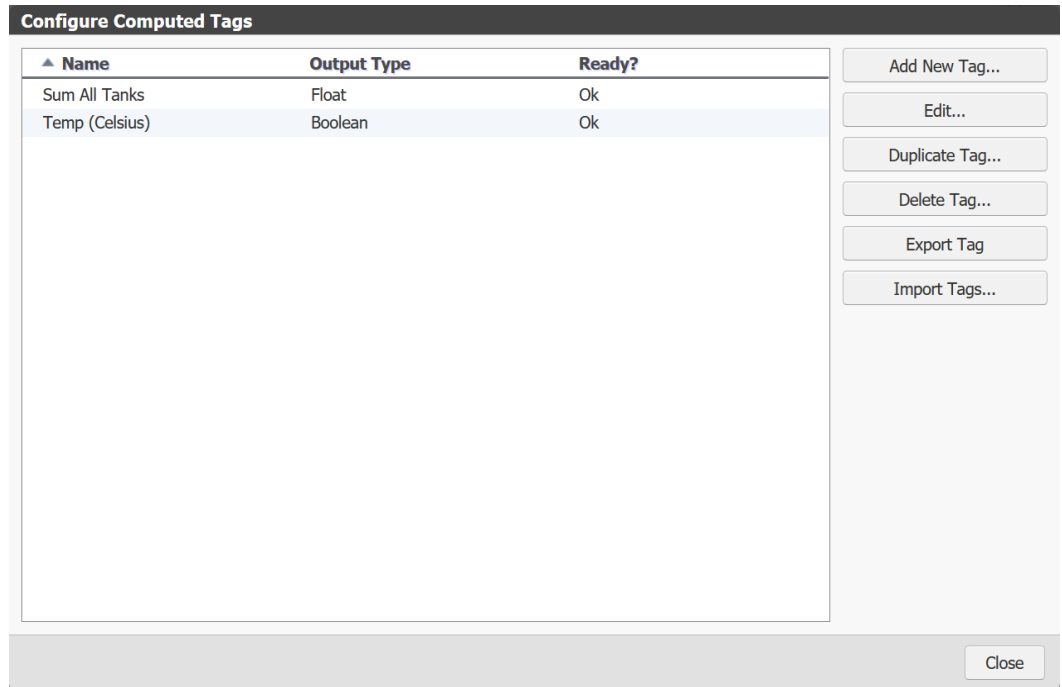 Configure Computed Tags
Name Output Type Ready?
Sum All Tanks Float Ok
Temp (Celsius) Boolean Ok
Add New Tag...
Edit...
Duplicate Tag...
Delete Tag...
Export Tag
Import Tags...
Close